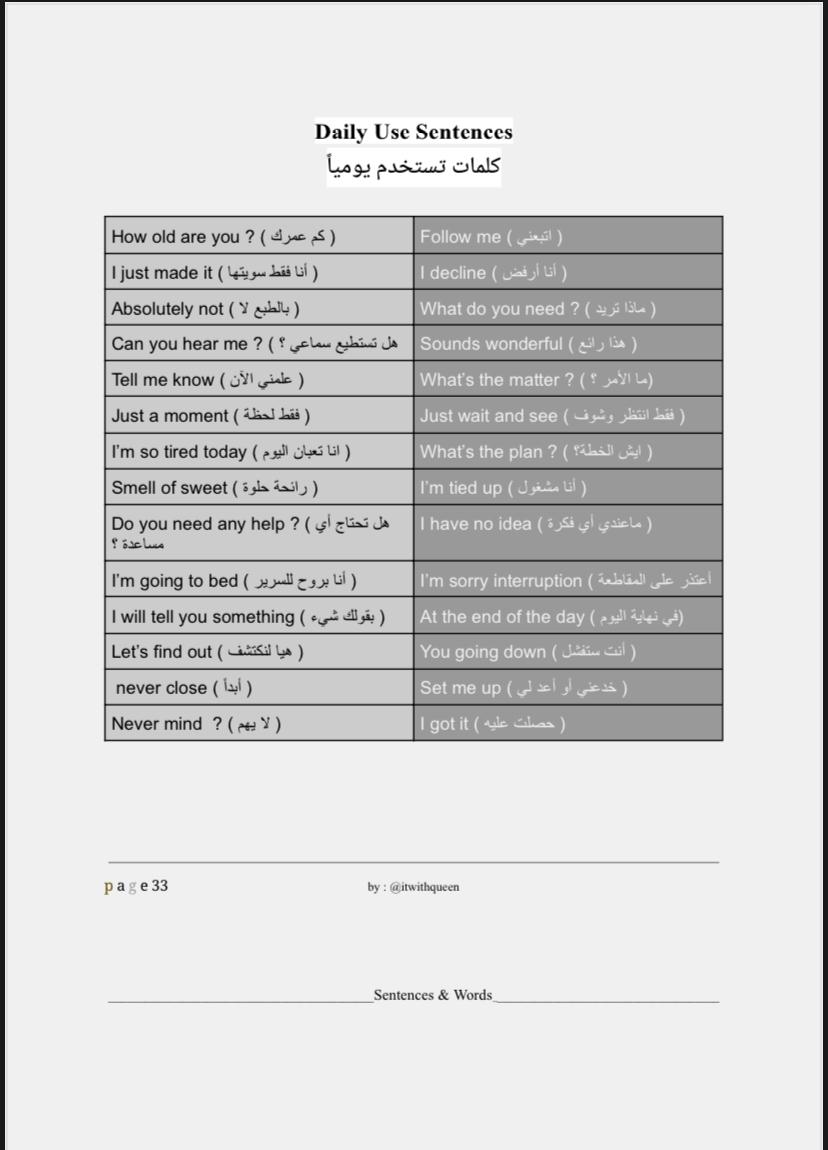 Daily Use Sentences
كلمات تستخدم يومياً
How old are you ? ( كم عمرك )
Follow me ( اتبعني )
I just made it ( أنا فقط سويتها )
I decline ( أنا أرفض )
Absolutely not ( بالطبع لا )
What do you need ? ( ماذا تريد )
Can you hear me ? ( هل تستطيع سماعي ؟
Sounds wonderful ( هذا رائع )
Tell me know ( علمني الآن )
What's the matter ? ( ما الأمر ؟)
Just a moment ( فقط لحظة )
Just wait and see ( فقط انتظر وشوف )
I'm so tired today ( انا تعبان اليوم )
What's the plan ? ( ايش الخطة؟ )
Smell of sweet ( رائحة حلوة )
I'm tied up ( أنا مشغول )
Do you need any help ? ( هل تحتاج أي
مساعدة ؟
I have no idea ( ماعندي أي فكرة )
I'm going to bed ( أنا بروح للسرير )
I'm sorry interruption ( أعتذر على المقاطعة
I will tell you something ( بقولك شيء )
At the end of the day ( في نهاية اليوم)
Let's find out ( هيا لنكتشف )
You going down ( أنت ستفشل )
never close ( أبداً )
Set me up ( خدعني أو أعد لي )
Never mind ? ( لا يهم )
I got it ( حصلت عليه )
p a g e 33
by : @itwithqueen
Sentences & Words